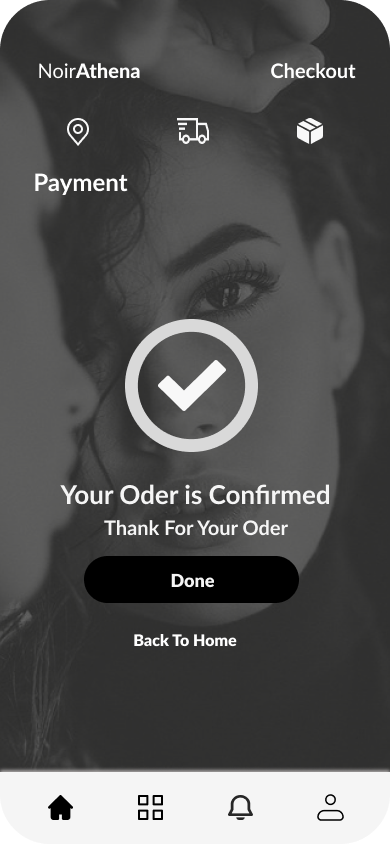 NoirAthena
Checkout
Payment
Your Oder is Confirmed
Thank For Your Oder
Done
Back To Home